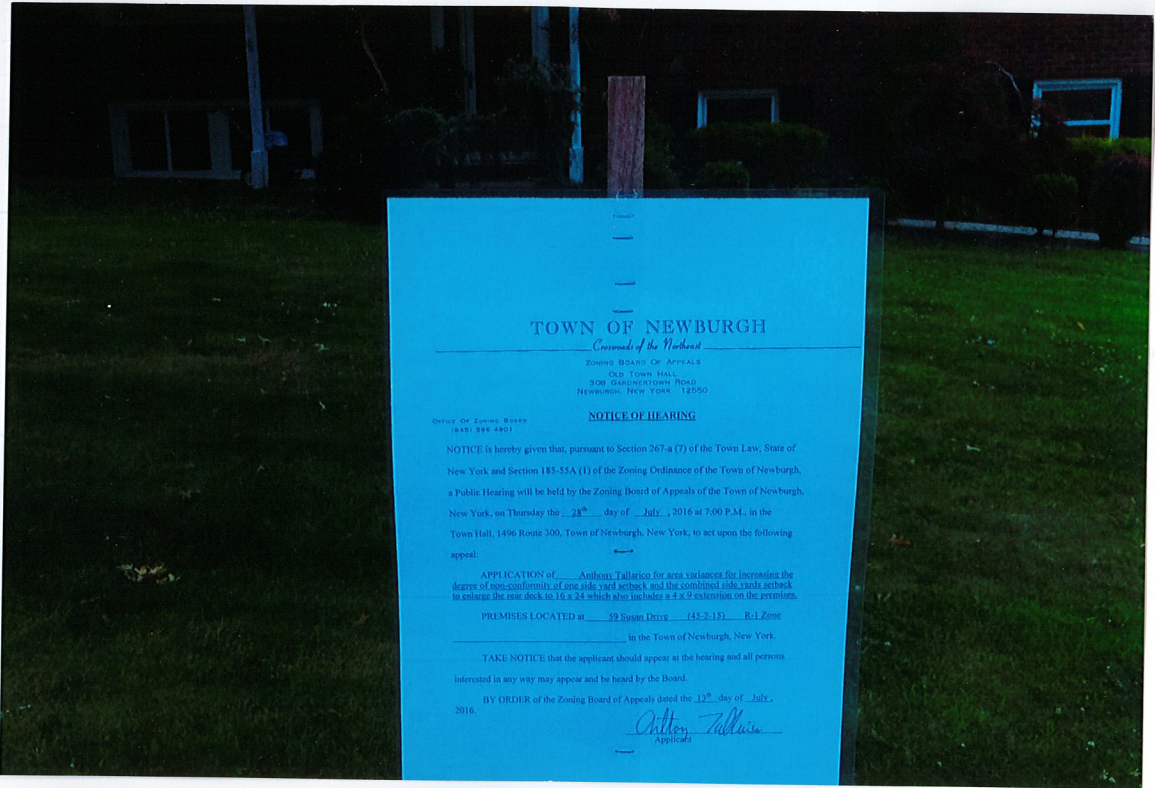 TOWN OF NEWBURGH
Crossroads of the Northeast
ZONING BOARD OF APPEALS
OLD TOWN HALL
308 GARDNERTOWN ROAD
NEWBURGH, NEW YORK 12550
NOTICE OF HEARING
OFFICE OF ZONING BOARD
(845) 566-4901
NOTICE is hereby given that, pursuant to Section 267-a (7) of the Town Law, State of
New York and Section 185-55A (1) of the Zoning Ordinance of the Town of Newburgh,
a Public Hearing will be held by the Zoning Board of Appeals of the Town of Newburgh,
New York, on Thursday the 28th day of July , 2016 at 7:00 P.M., in the
Town Hall, 1496 Route 300, Town of Newburgh, New York, to act upon the following
appeal:
APPLICATION of Anthony Tallarico for area variances for increasing the
degree of non-conformity of one side yard setback and the combined side yards setback
to enlarge the rear deck to 16 x 24 which also includes a 4 x 9 extension on the premises.
PREMISES LOCATED at 59 Susan Drive (45-2-15) R-1 Zone
in the Town of Newburgh, New York.
TAKE NOTICE that the applicant should appear at the hearing and all persons
interested in any way may appear and be heard by the Board.
BY ORDER of the Zoning Board of Appeals dated the 13th day of July ,
2016.
Applicant